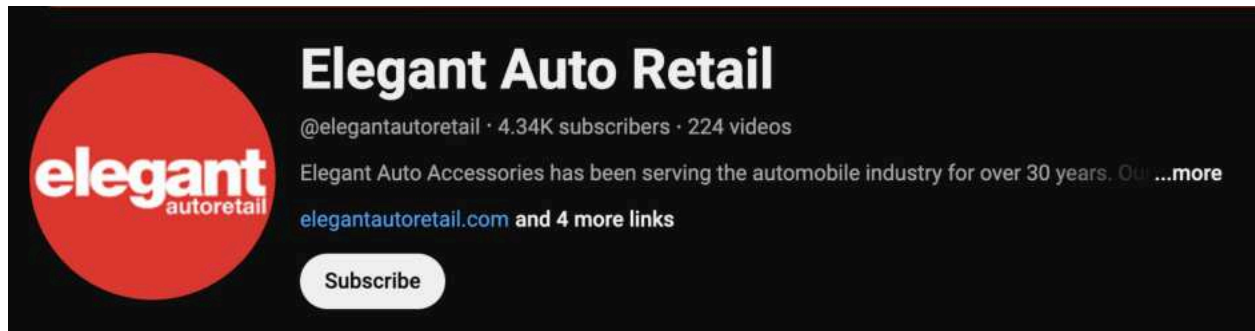 elegant
autoretail
Elegant Auto Retail
@elegantautoretail · 4.34K subscribers · 224 videos
Elegant Auto Accessories has been serving the automobile industry for over 30 years. ...more
elegantautoretail.com and 4 more links
Subscribe